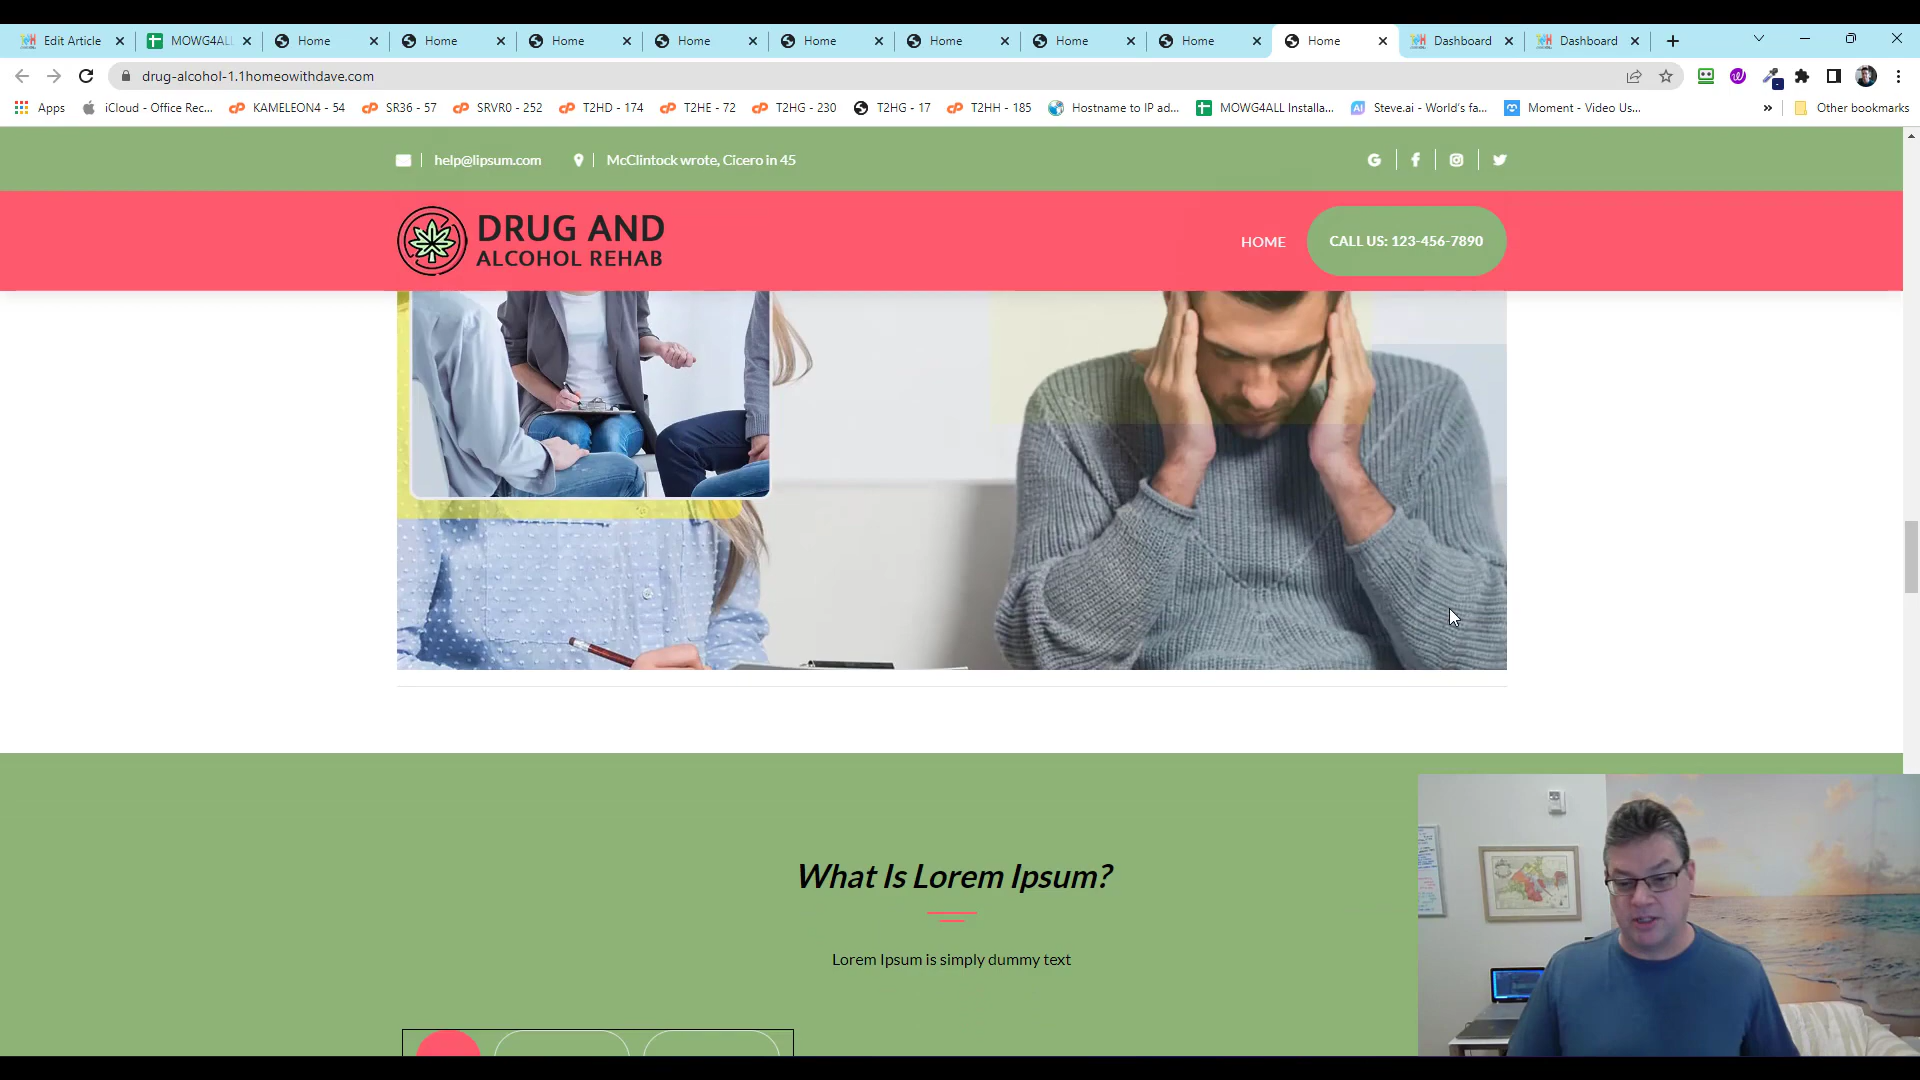 Edit Article
MOWG4ALL
Home
Home
Home
Home
Home
Home
Home
Home
Home
Dashboard
Dashboard
drug-alcohol-1.1homeowithdave.com
Apps
iCloud - Office Rec...
KAMELEON4 - 54
SR36 - 57
SRVR0 - 252
T2HD - 174
T2HE - 72
T2HG - 230
T2HG - 17
T2HH - 185
Hostname to IP ad...
MOWG4ALL Installa...
Steve.ai - World's fa...
Moment - Video Us...
Other bookmarks
help@lipsum.com
McClintock wrote, Cicero in 45
DRUG AND
ALCOHOL REHAB
HOME
CALL US: 123-456-7890
What Is Lorem Ipsum?
Lorem Ipsum is simply dummy text